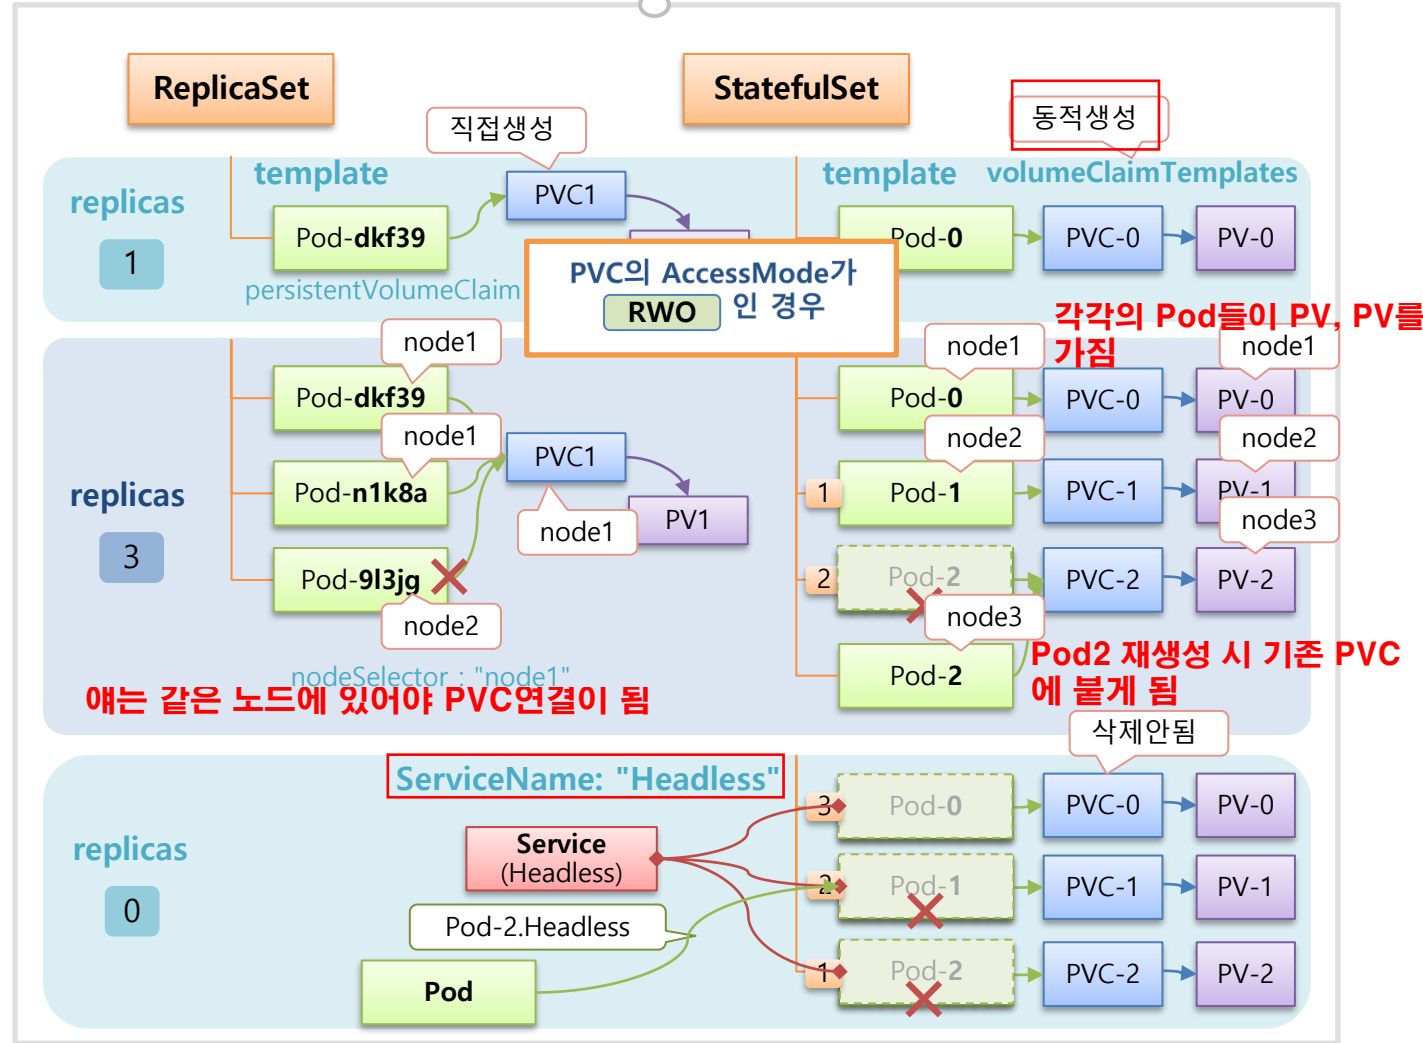 ReplicaSet
StatefulSet
직접생성
동적생성
template
template
volumeClaimTemplates
replicas
1
Pod-dkf39
PVC1
Pod-0
PVC-0
PV-0
persistentVolumeClaim
PVC의 AccessMode가
RWO 인 경우
각각의 Pod들이 PV, PV를
가짐
replicas
3
node1
Pod-dkf39
node1
Pod-n1k8a
Pod-9l3jg
node2
PVC1
node1
PV1
nodeSelector : "node1"
얘는 같은 노드에 있어야 PVC연결이 됨
node1
node1
Pod-0
PVC-0
PV-0
node2
node2
1
Pod-1
PVC-1
PV-1
node3
2
Pod-2
PVC-2
PV-2
node3
Pod-2
Pod2 재생성 시 기존 PVC
에 붙게 됨
삭제안됨
ServiceName: "Headless"
replicas
0
Service
(Headless)
Pod-2.Headless
Pod
3
Pod-0
PVC-0
PV-0
2
Pod-1
PVC-1
PV-1
1
Pod-2
PVC-2
PV-2